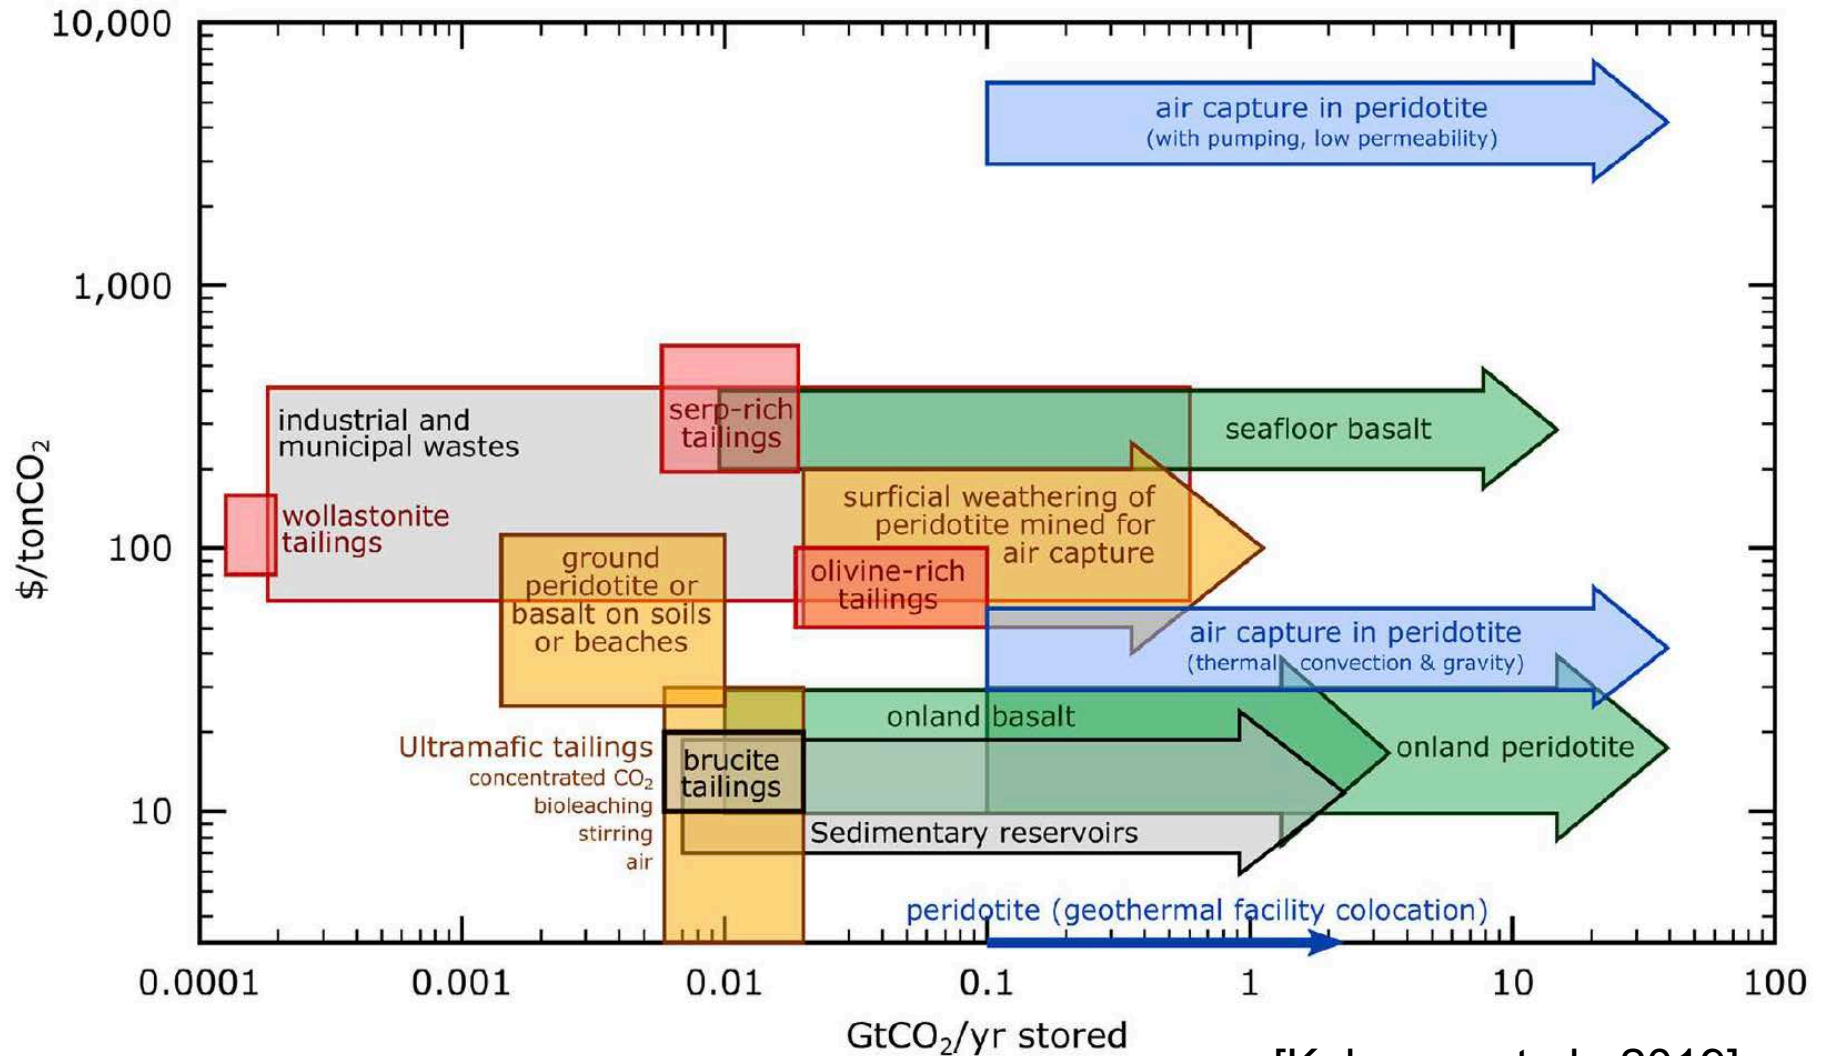 10,000
1,000
100
10
$/tonCO₂
air capture in peridotite
(with pumping, low permeability)
industrial and
municipal wastes
serp-rich
tailings
seafloor basalt
wollastonite
tailings
surficial weathering of
peridotite mined for
air capture
ground
peridotite or
basalt on soils
or beaches
olivine-rich
tailings
air capture in peridotite
(thermal convection & gravity)
onland basalt
onland peridotite
Ultramafic tailings
concentrated CO₂
bioleaching
stirring
air
brucite
tailings
Sedimentary reservoirs
peridotite (geothermal facility colocation)
0.0001
0.001
0.01
0.1
1
10
100
GtCO₂/yr stored